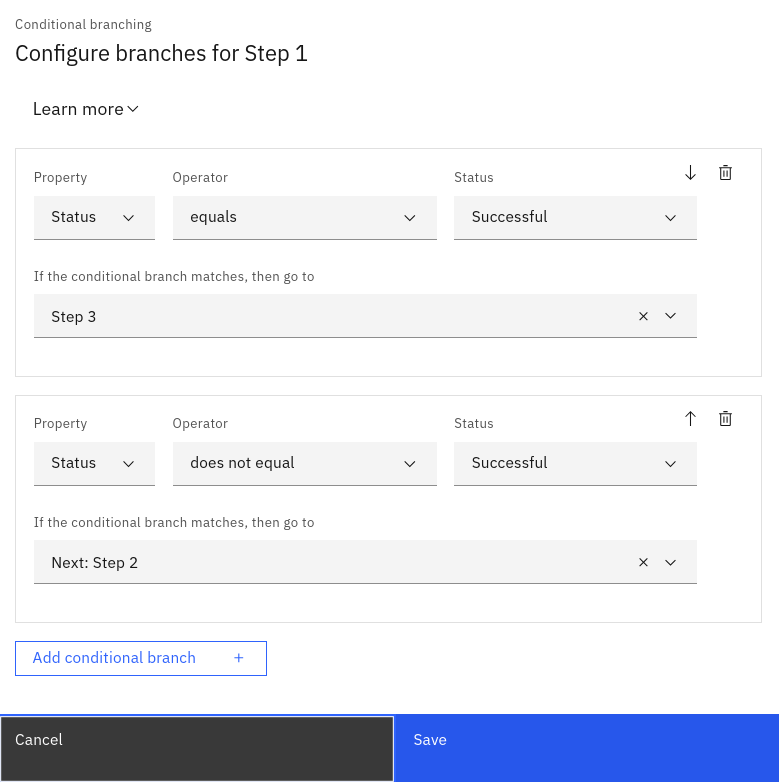 Conditional branching
Configure branches for Step 1
Learn more
Property Operator Status
Status equals Successful
If the conditional branch matches, then go to
Step 3
Property Operator Status
Status does not equal Successful
If the conditional branch matches, then go to
Next: Step 2
Add conditional branch +
Cancel Save